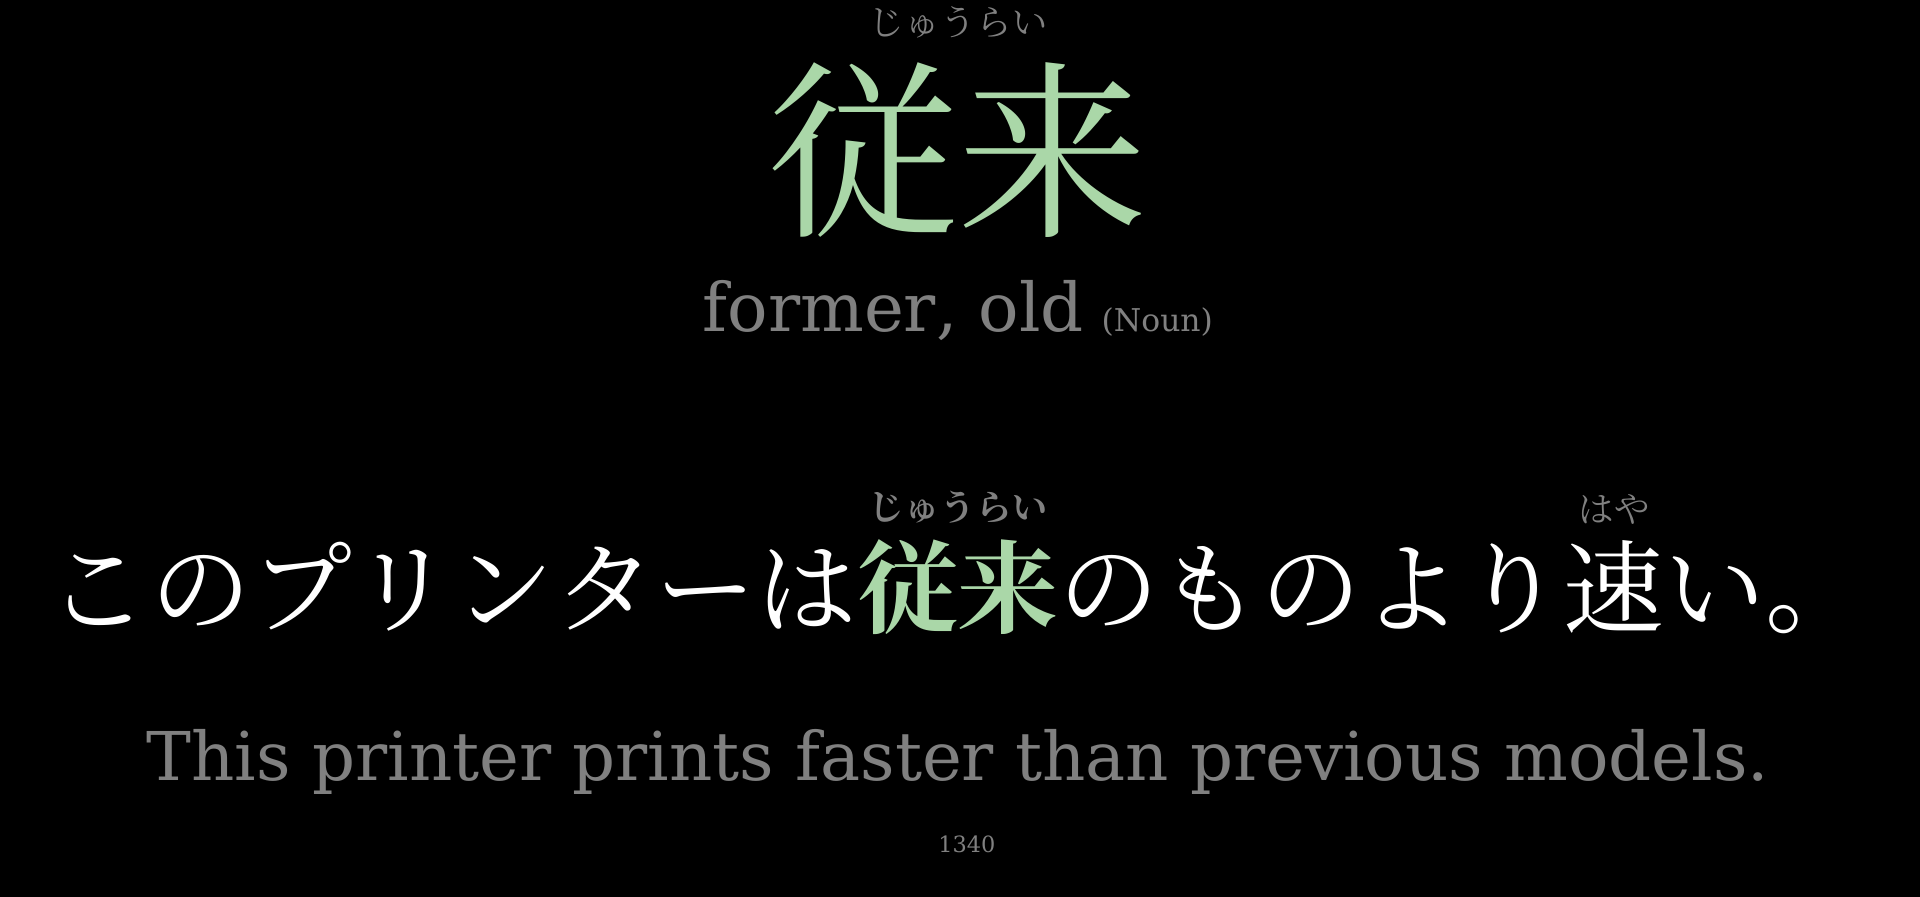 じゅうらい
従来
former, old (Noun)
じゅうらい はや
このプリンターは従来のものより速い。
This printer prints faster than previous models.
1340